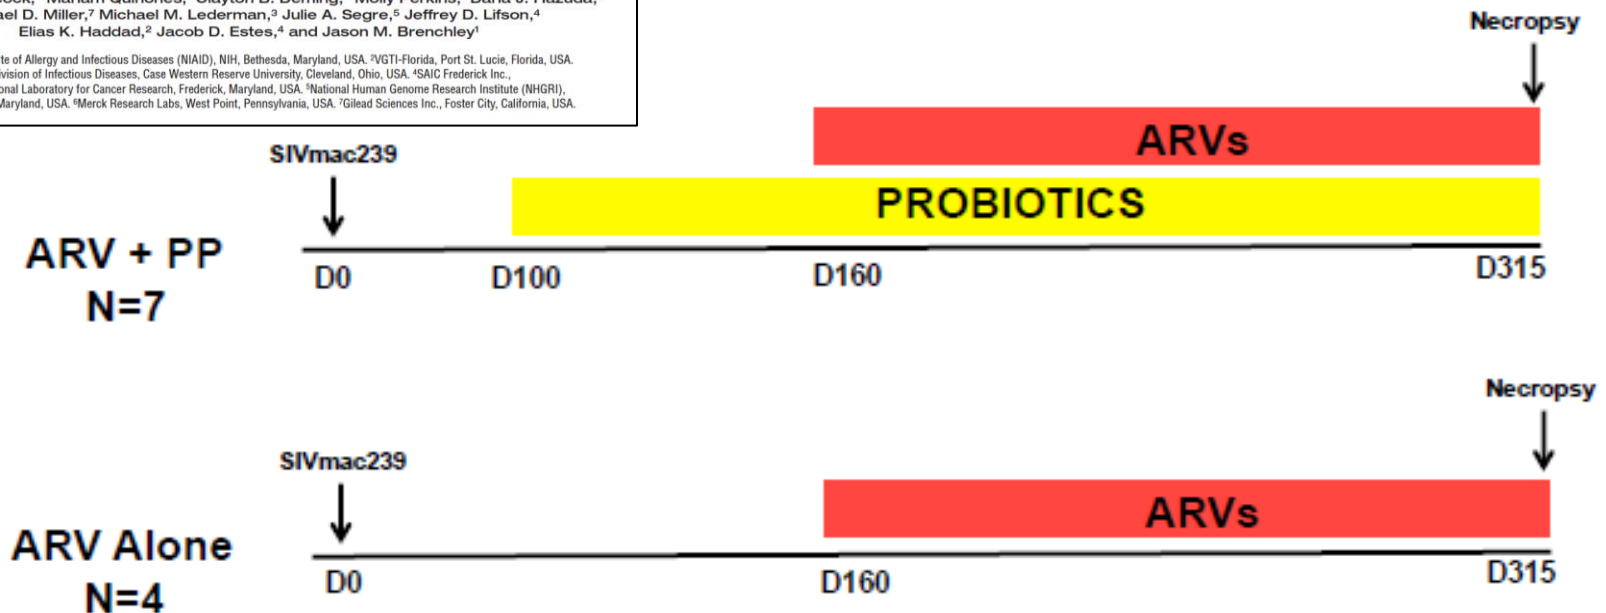 Elias K. Haddad,² Jacob D. Estes,⁴ and Jason M. Brenchley¹
te of Allergy and Infectious Diseases (NIAID), NIH, Bethesda, Maryland, USA. ²VGTI-Florida, Port St. Lucie, Florida, USA.
vision of Infectious Diseases, Case Western Reserve University, Cleveland, Ohio, USA. ⁴SAIC Frederick Inc.,
onal Laboratory for Cancer Research, Frederick, Maryland, USA. ⁵National Human Genome Research Institute (NHGRI),
Maryland, USA. ⁶Merck Research Labs, West Point, Pennsylvania, USA. ⁷Gilead Sciences Inc., Foster City, California, USA.
el D. Miller,⁷ Michael M. Lederman,³ Julie A. Segre,⁵ Jeffrey D. Lifson,⁴
Necropsy
SIVmac239
ARVs
PROBIOTICS
ARV + PP
N=7
D0
D100
D160
D315
Necropsy
SIVmac239
ARVs
ARV Alone
N=4
D0
D160
D315